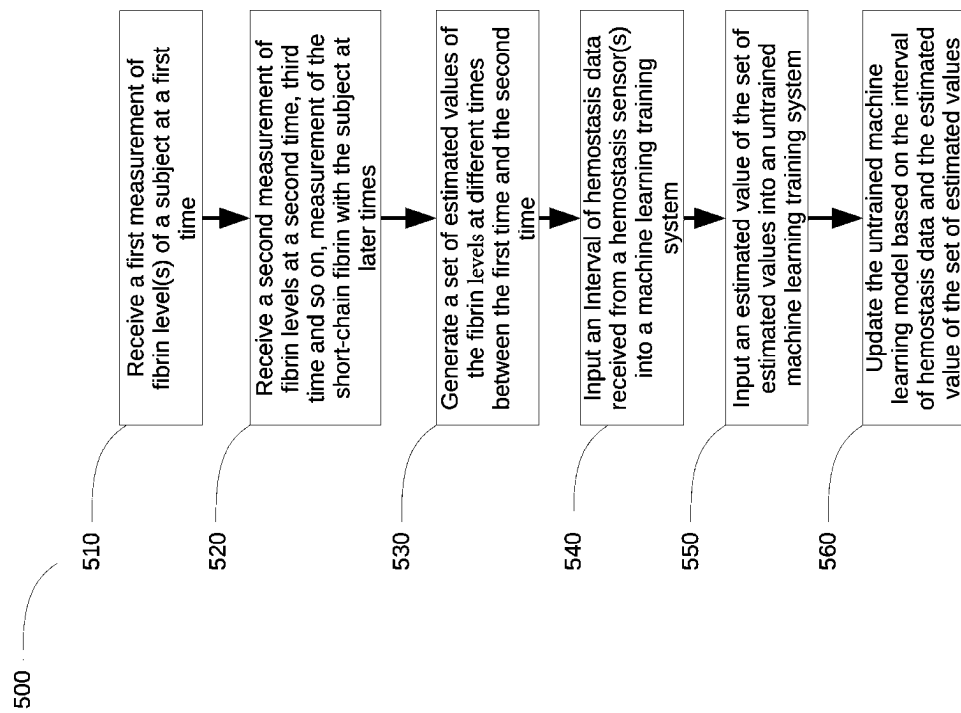 500
510
Receive a first measurement of
fibrin level(s) of a subject at a first
time
520
Receive a second measurement of
fibrin levels at a second time, third
time and so on, measurement of the
short-chain fibrin with the subject at
later times
530
Generate a set of estimated values of
the fibrin levels at different times
between the first time and the second
time
540
Input an Interval of hemostasis data
received from a hemostasis sensor(s)
into a machine learning training
system
550
Input an estimated value of the set of
estimated values into an untrained
machine learning training system
560
Update the untrained machine
learning model based on the interval
of hemostasis data and the estimated
value of the set of estimated values